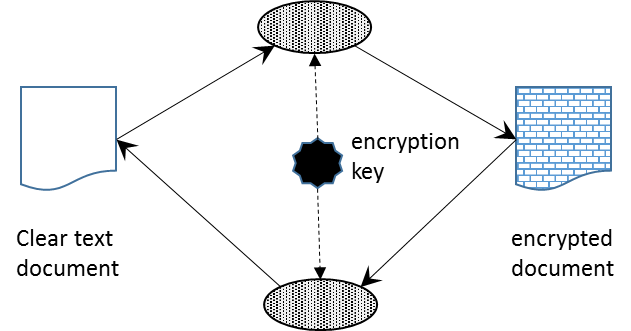 encryption
key
Clear text
document
encrypted
document